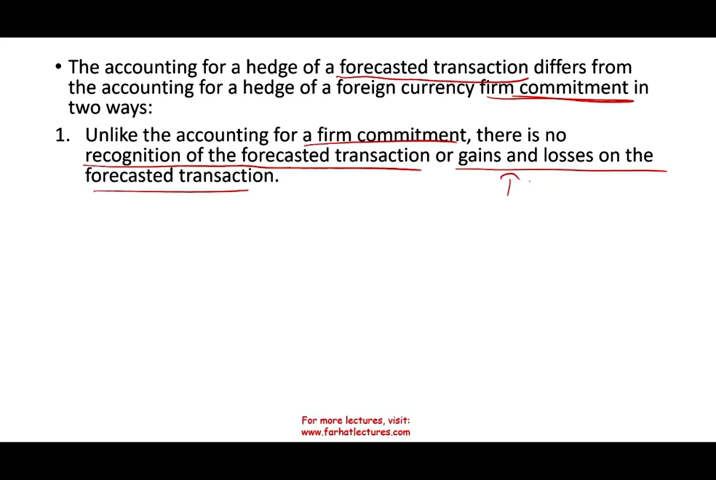 • The accounting for a hedge of a forecasted transaction differs from
the accounting for a hedge of a foreign currency firm commitment in
two ways:
1. Unlike the accounting for a firm commitment, there is no
recognition of the forecasted transaction or gains and losses on the
forecasted transaction.
For more lectures, visit:
www.farhatlectures.com